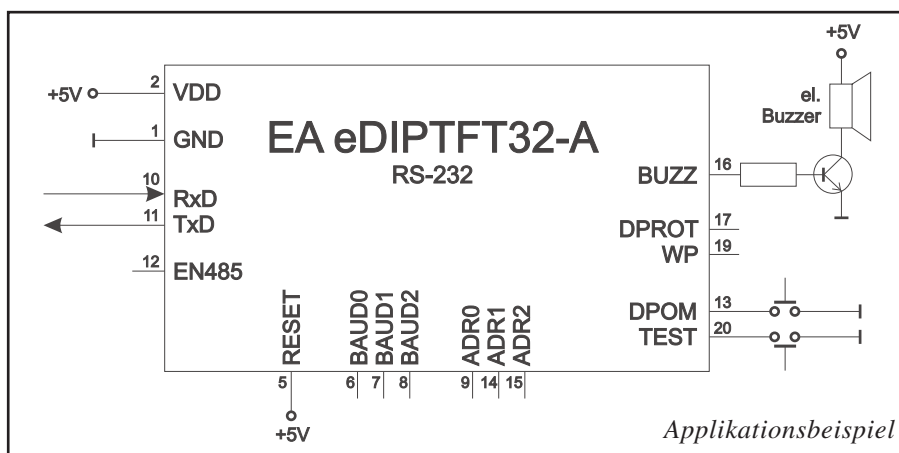 +5V
el.
Buzzer
+5V
2
VDD
1
GND
10
RxD
11
TxD
12
EN485
EA eDIPTFT32-A
RS-232
BUZZ
16
DPROT
17
WP
19
DPOM
13
TEST
20
RESET
BAUD0
BAUD1
BAUD2
ADR0
ADR1
ADR2
5
6
7
8
9
14
15
+5V
Applikationsbeispiel